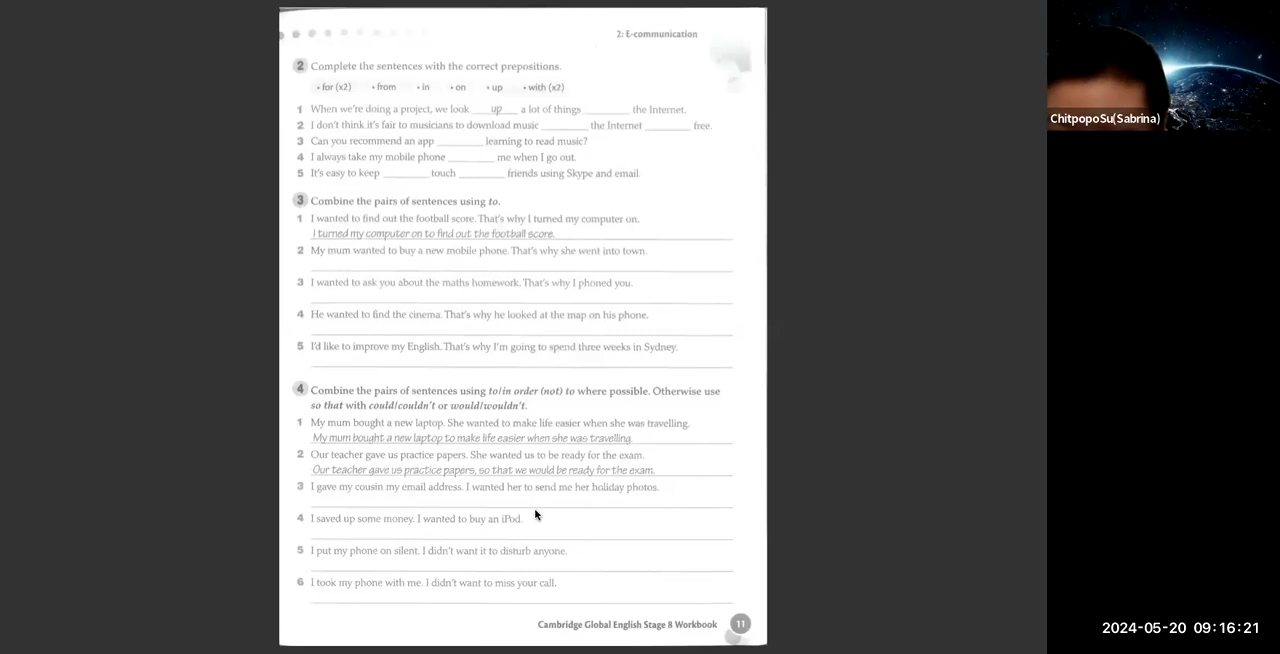 2: E-communication
2 Complete the sentences with the correct prepositions.
• for (x2) • from • in • on • up • with (x2)
1 When we're doing a project, we look up a lot of things ________ the Internet.
2 I don't think it's fair to musicians to download music ________ the Internet ________ free.
3 Can you recommend an app ________ learning to read music?
4 I always take my mobile phone ________ me when I go out.
5 It's easy to keep ________ touch ________ friends using Skype and email.
3 Combine the pairs of sentences using to.
1 I wanted to find out the football score. That's why I turned my computer on.
I turned my computer on to find out the football score.
2 My mum wanted to buy a new mobile phone. That's why she went into town.
3 I wanted to ask you about the maths homework. That's why I phoned you.
4 He wanted to find the cinema. That's why he looked at the map on his phone.
5 I'd like to improve my English. That's why I'm going to spend three weeks in Sydney.
4 Combine the pairs of sentences using to/in order (not) to where possible. Otherwise use
so that with could/couldn't or would/wouldn't.
1 My mum bought a new laptop. She wanted to make life easier when she was travelling.
My mum bought a new laptop to make life easier when she was travelling.
2 Our teacher gave us practice papers. She wanted us to be ready for the exam.
Our teacher gave us practice papers, so that we would be ready for the exam.
3 I gave my cousin my email address. I wanted her to send me her holiday photos.
4 I saved up some money. I wanted to buy an iPod.
5 I put my phone on silent. I didn't want it to disturb anyone.
6 I took my phone with me. I didn't want to miss your call.
Cambridge Global English Stage 8 Workbook 11
ChitpopoSu(Sabrina)
2024-05-20 09:16:21